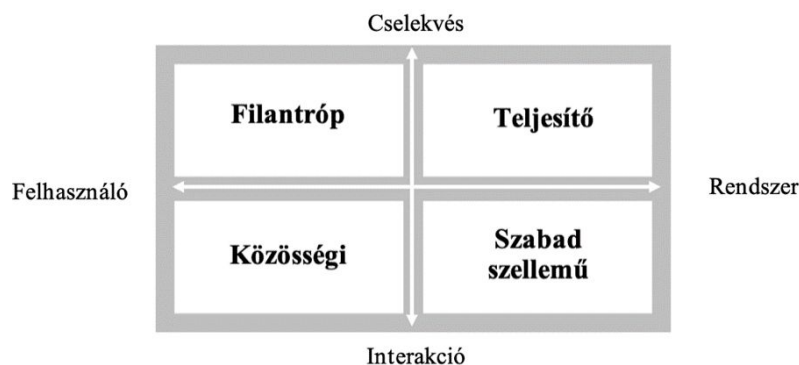 Cselekvés
Filantróp
Teljesítő
Felhasználó
Rendszer
Közösségi
Szabad
szellemű
Interakció